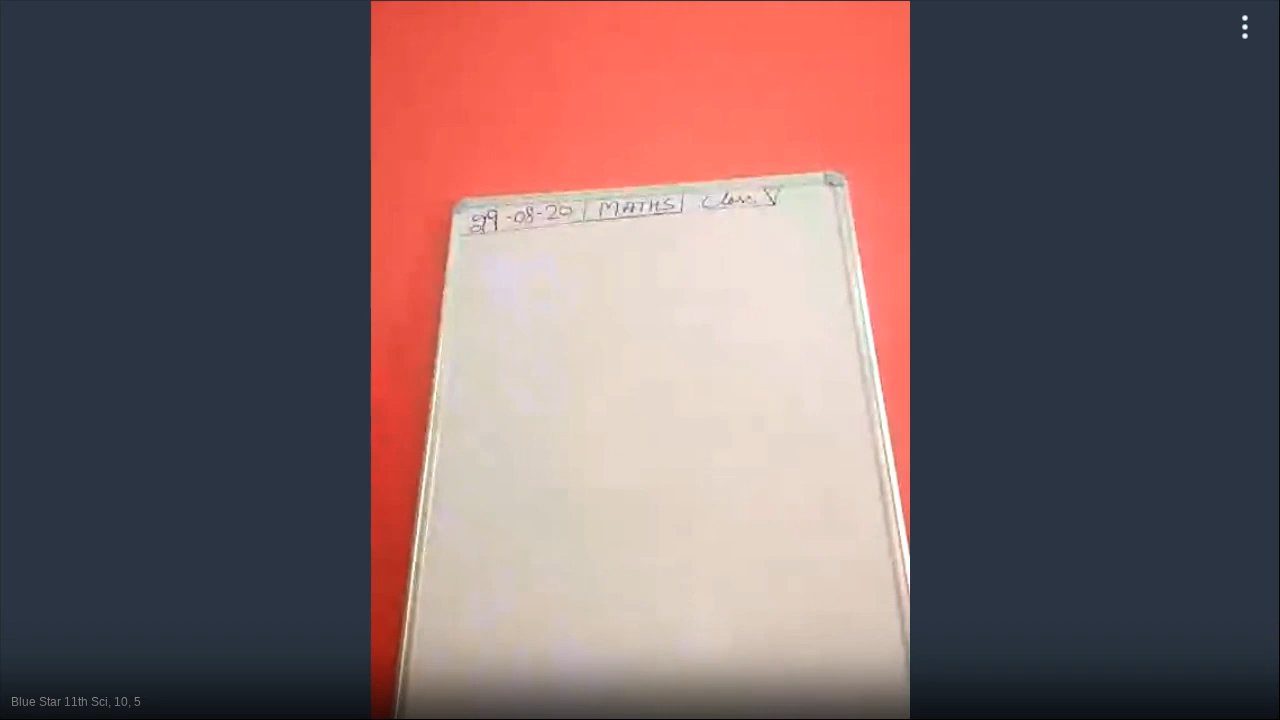 29-08-20 | MATHS | Class V
Blue Star 11th Sci, 10, 5